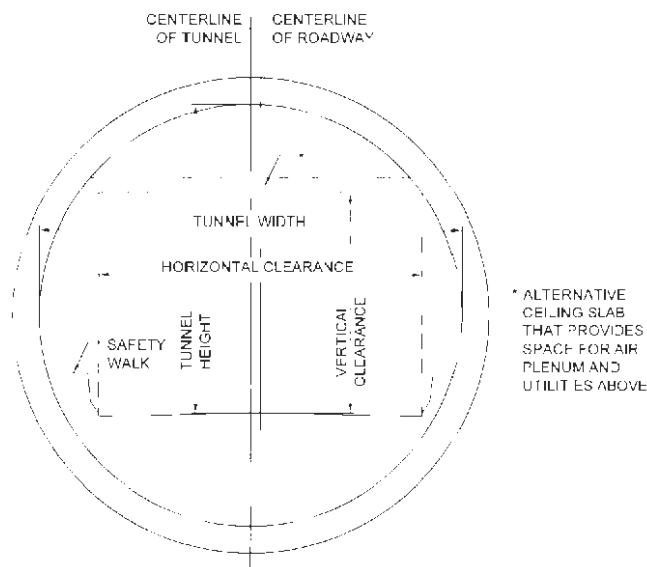 CENTERLINE
OF TUNNEL
CENTERLINE
OF ROADWAY
*
TUNNEL WIDTH
HORIZONTAL CLEARANCE
TUNNEL
HEIGHT
VERTICAL
CLEARANCE
* SAFETY
WALK
* ALTERNATIVE
CEILING SLAB
THAT PROVIDES
SPACE FOR AIR
PLENUM AND
UTILITIES ABOVE